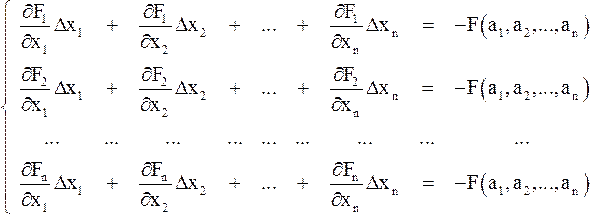 ∂F₁/∂x₁ Δx₁ + ∂F₁/∂x₂ Δx₂ + ... + ∂F₁/∂xₙ Δxₙ = −F(a₁,a₂,...,aₙ)
∂F₂/∂x₁ Δx₁ + ∂F₂/∂x₂ Δx₂ + ... + ∂F₂/∂xₙ Δxₙ = −F(a₁,a₂,...,aₙ)
... ... ... ... ... ... ... ... ...
∂Fₙ/∂x₁ Δx₁ + ∂Fₙ/∂x₂ Δx₂ + ... + ∂Fₙ/∂xₙ Δxₙ = −F(a₁,a₂,...,aₙ)